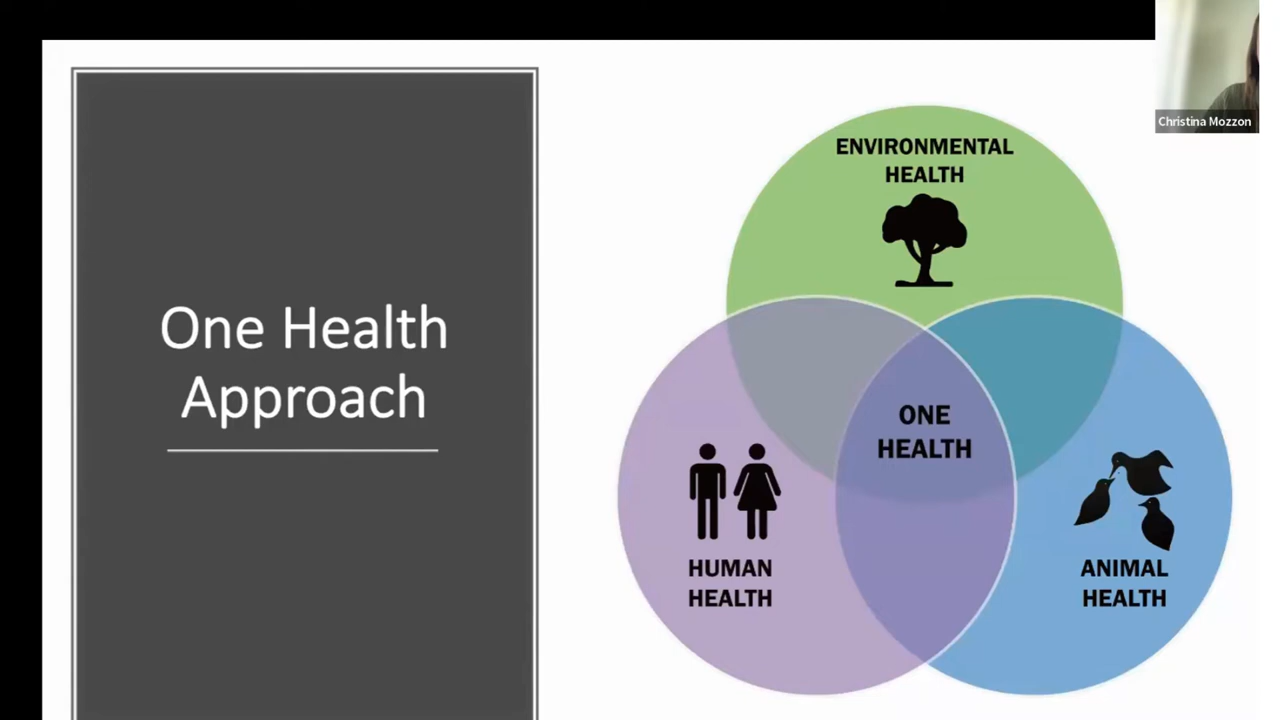 Christina Mozzon
One Health
Approach
ENVIRONMENTAL
HEALTH
ONE
HEALTH
HUMAN
HEALTH
ANIMAL
HEALTH